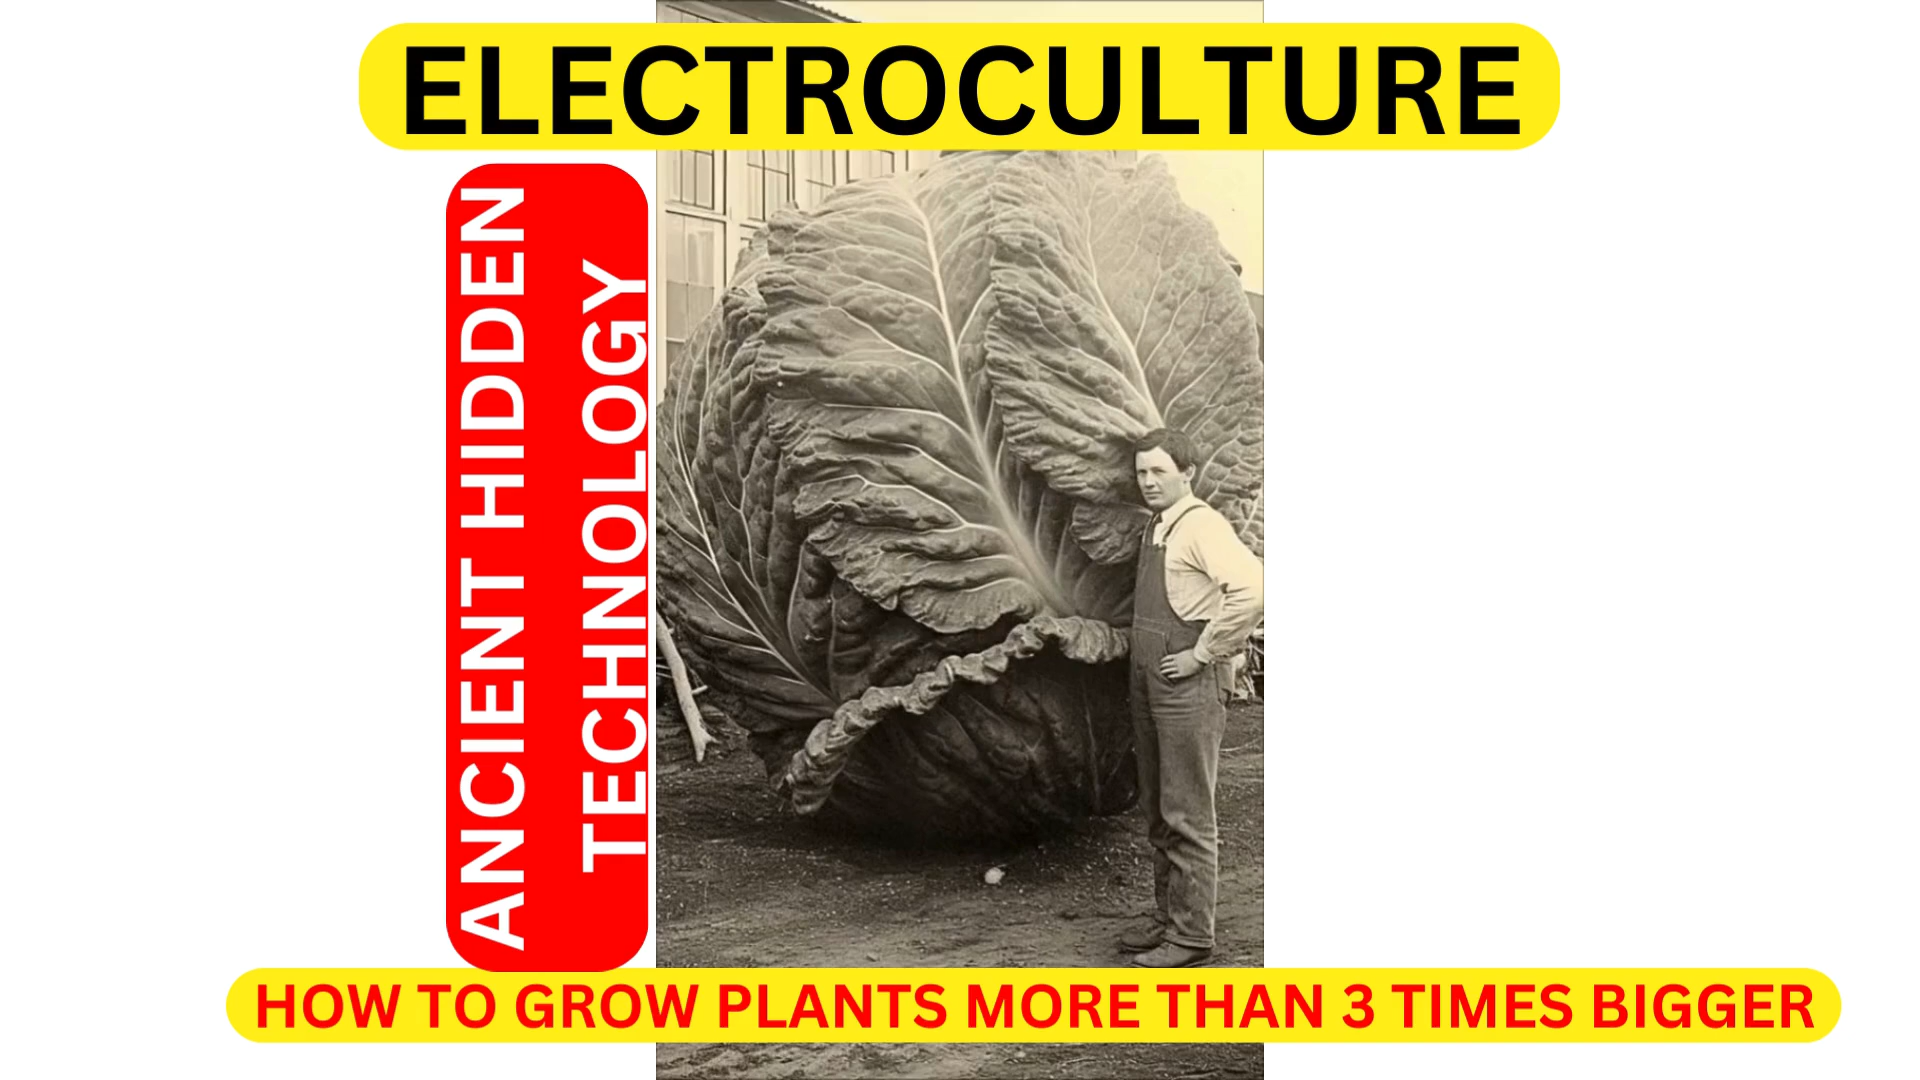 ELECTROCULTURE
ANCIENT HIDDEN
TECHNOLOGY
HOW TO GROW PLANTS MORE THAN 3 TIMES BIGGER